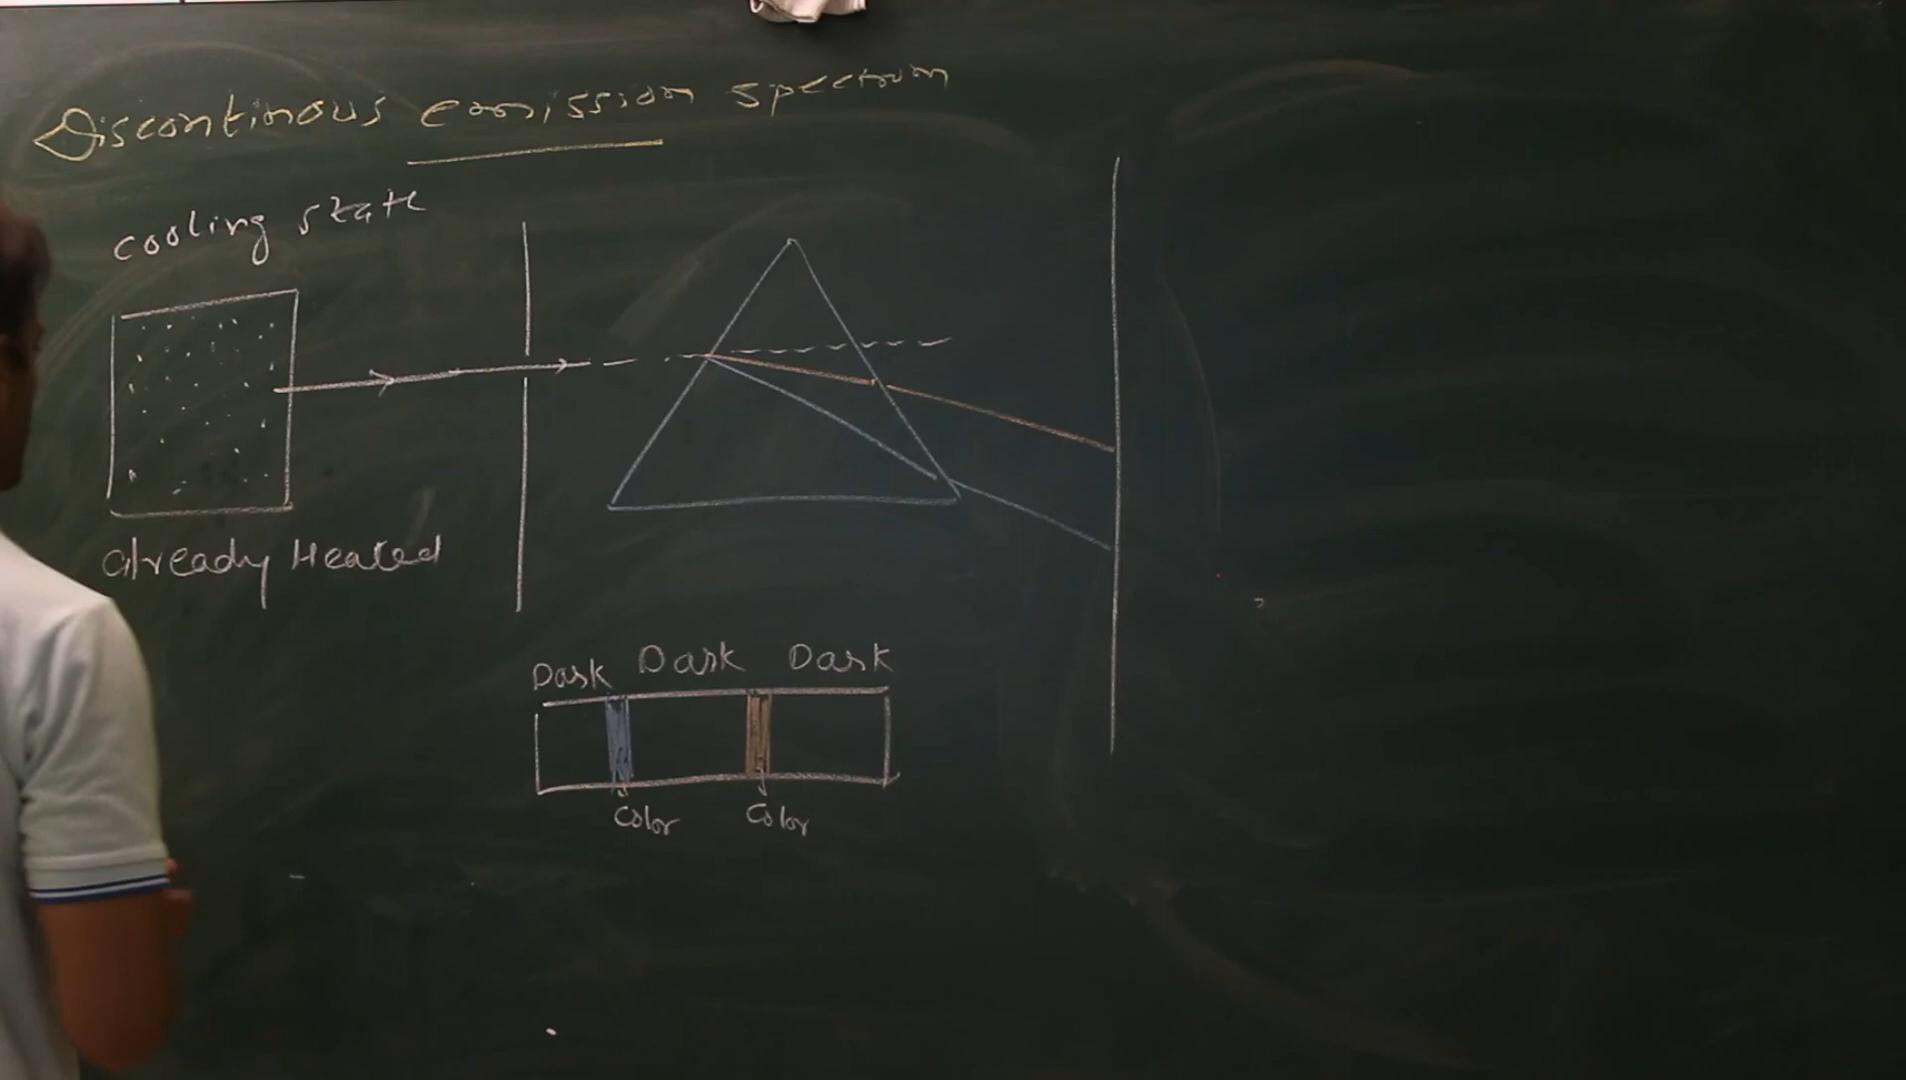 Discontinous emission spectrum
cooling state
already Heated
Dark Dark Dark
Color Color